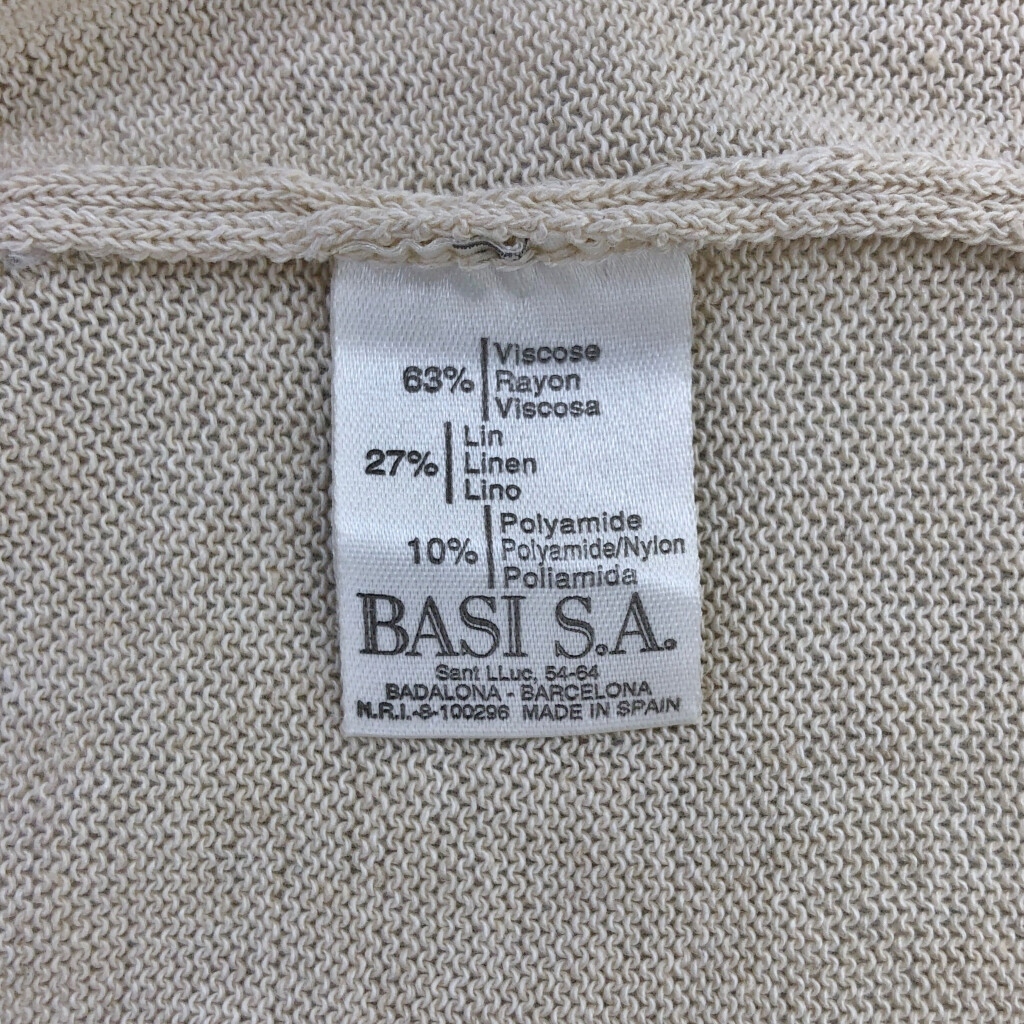 63% Viscose
Rayon
Viscosa
27% Lin
Linen
Lino
10% Polyamide
Polyamide/Nylon
Poliamida
BASI S.A.
Sant LLuc, 54-64
BADALONA - BARCELONA
N.R.I.-8-100296 MADE IN SPAIN